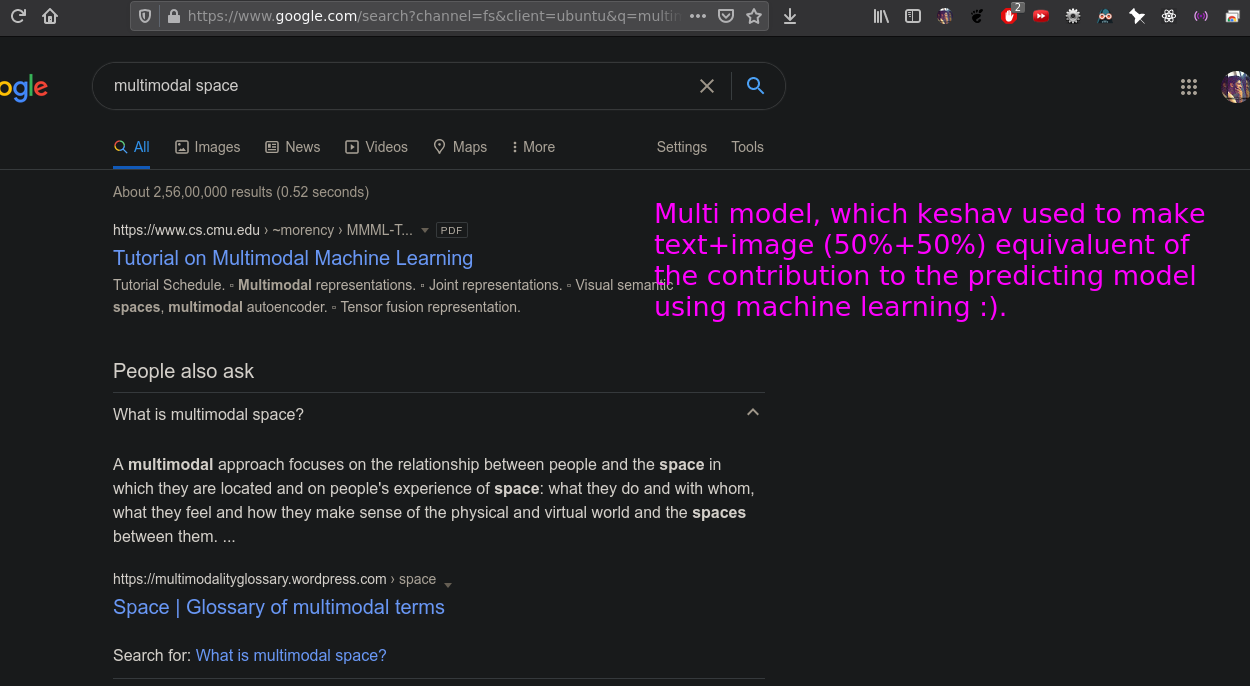 https://www.google.com/search?channel=fs&client=ubuntu&q=multim
2
ogle
multimodal space
All Images News Videos Maps More Settings Tools
About 2,56,00,000 results (0.52 seconds)
https://www.cs.cmu.edu › ~morency › MMML-T... PDF
Tutorial on Multimodal Machine Learning
Tutorial Schedule. ▫ Multimodal representations. ▫ Joint representations. ▫ Visual semantic
spaces, multimodal autoencoder. ▫ Tensor fusion representation.
Multi model, which keshav used to make
text+image (50%+50%) equivaluent of
the contribution to the predicting model
using machine learning :).
People also ask
What is multimodal space?
A multimodal approach focuses on the relationship between people and the space in
which they are located and on people's experience of space: what they do and with whom,
what they feel and how they make sense of the physical and virtual world and the spaces
between them. ...
https://multimodalityglossary.wordpress.com › space
Space | Glossary of multimodal terms
Search for: What is multimodal space?